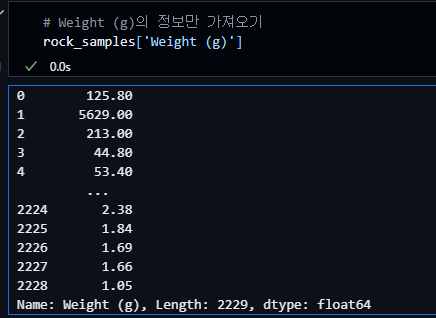 # Weight (g)의 정보만 가져오기
rock_samples['Weight (g)']
0.0s
0 125.80
1 5629.00
2 213.00
3 44.80
4 53.40
...
2224 2.38
2225 1.84
2226 1.69
2227 1.66
2228 1.05
Name: Weight (g), Length: 2229, dtype: float64